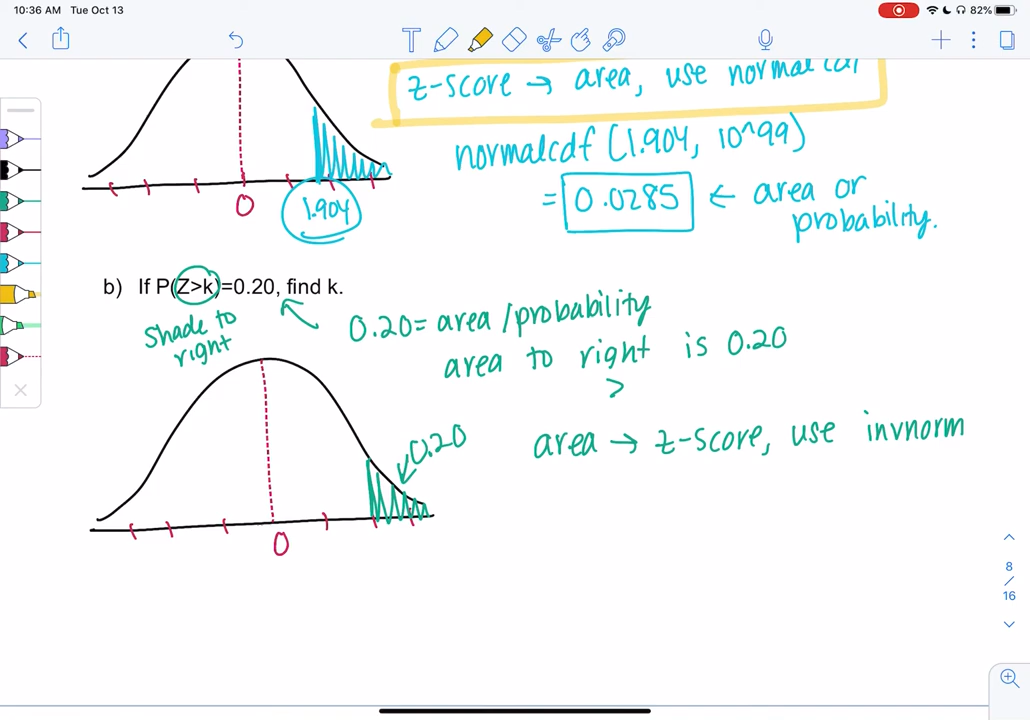 10:36 AM Tue Oct 13
82%
z-score → area, use normalcdf
normalcdf (1.904, 10^99)
= 0.0285 ← area or
probability.
0
1.904
b) If P(Z>k)=0.20, find k.
shade to
right
0.20= area/probability
area to right is 0.20
>
0.20
area → z-score, use invnorm
0
8
/
16